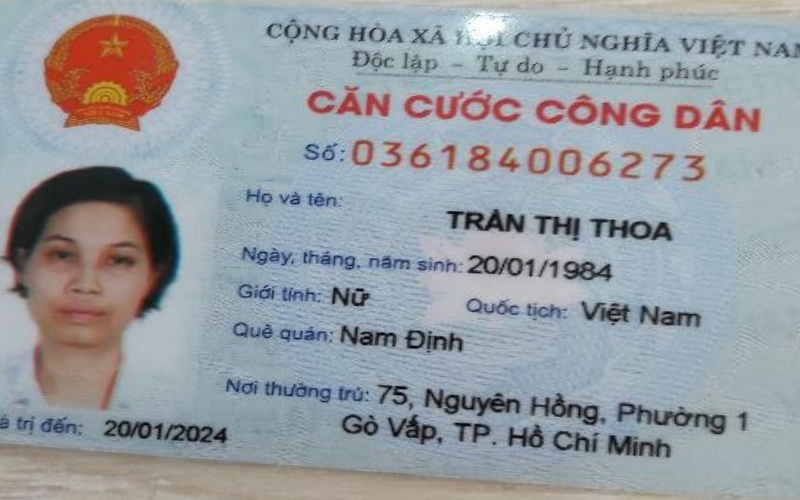 CỘNG HÒA XÃ HỘI CHỦ NGHĨA VIỆT NAM
Độc lập - Tự do - Hạnh phúc
CĂN CƯỚC CÔNG DÂN
Số: 036184006273
Họ và tên:
TRẦN THỊ THOA
Ngày, tháng, năm sinh: 20/01/1984
Giới tính: Nữ Quốc tịch: Việt Nam
Quê quán: Nam Định
Nơi thường trú: 75, Nguyên Hồng, Phường 1
Gò Vấp, TP. Hồ Chí Minh
trị đến: 20/01/2024